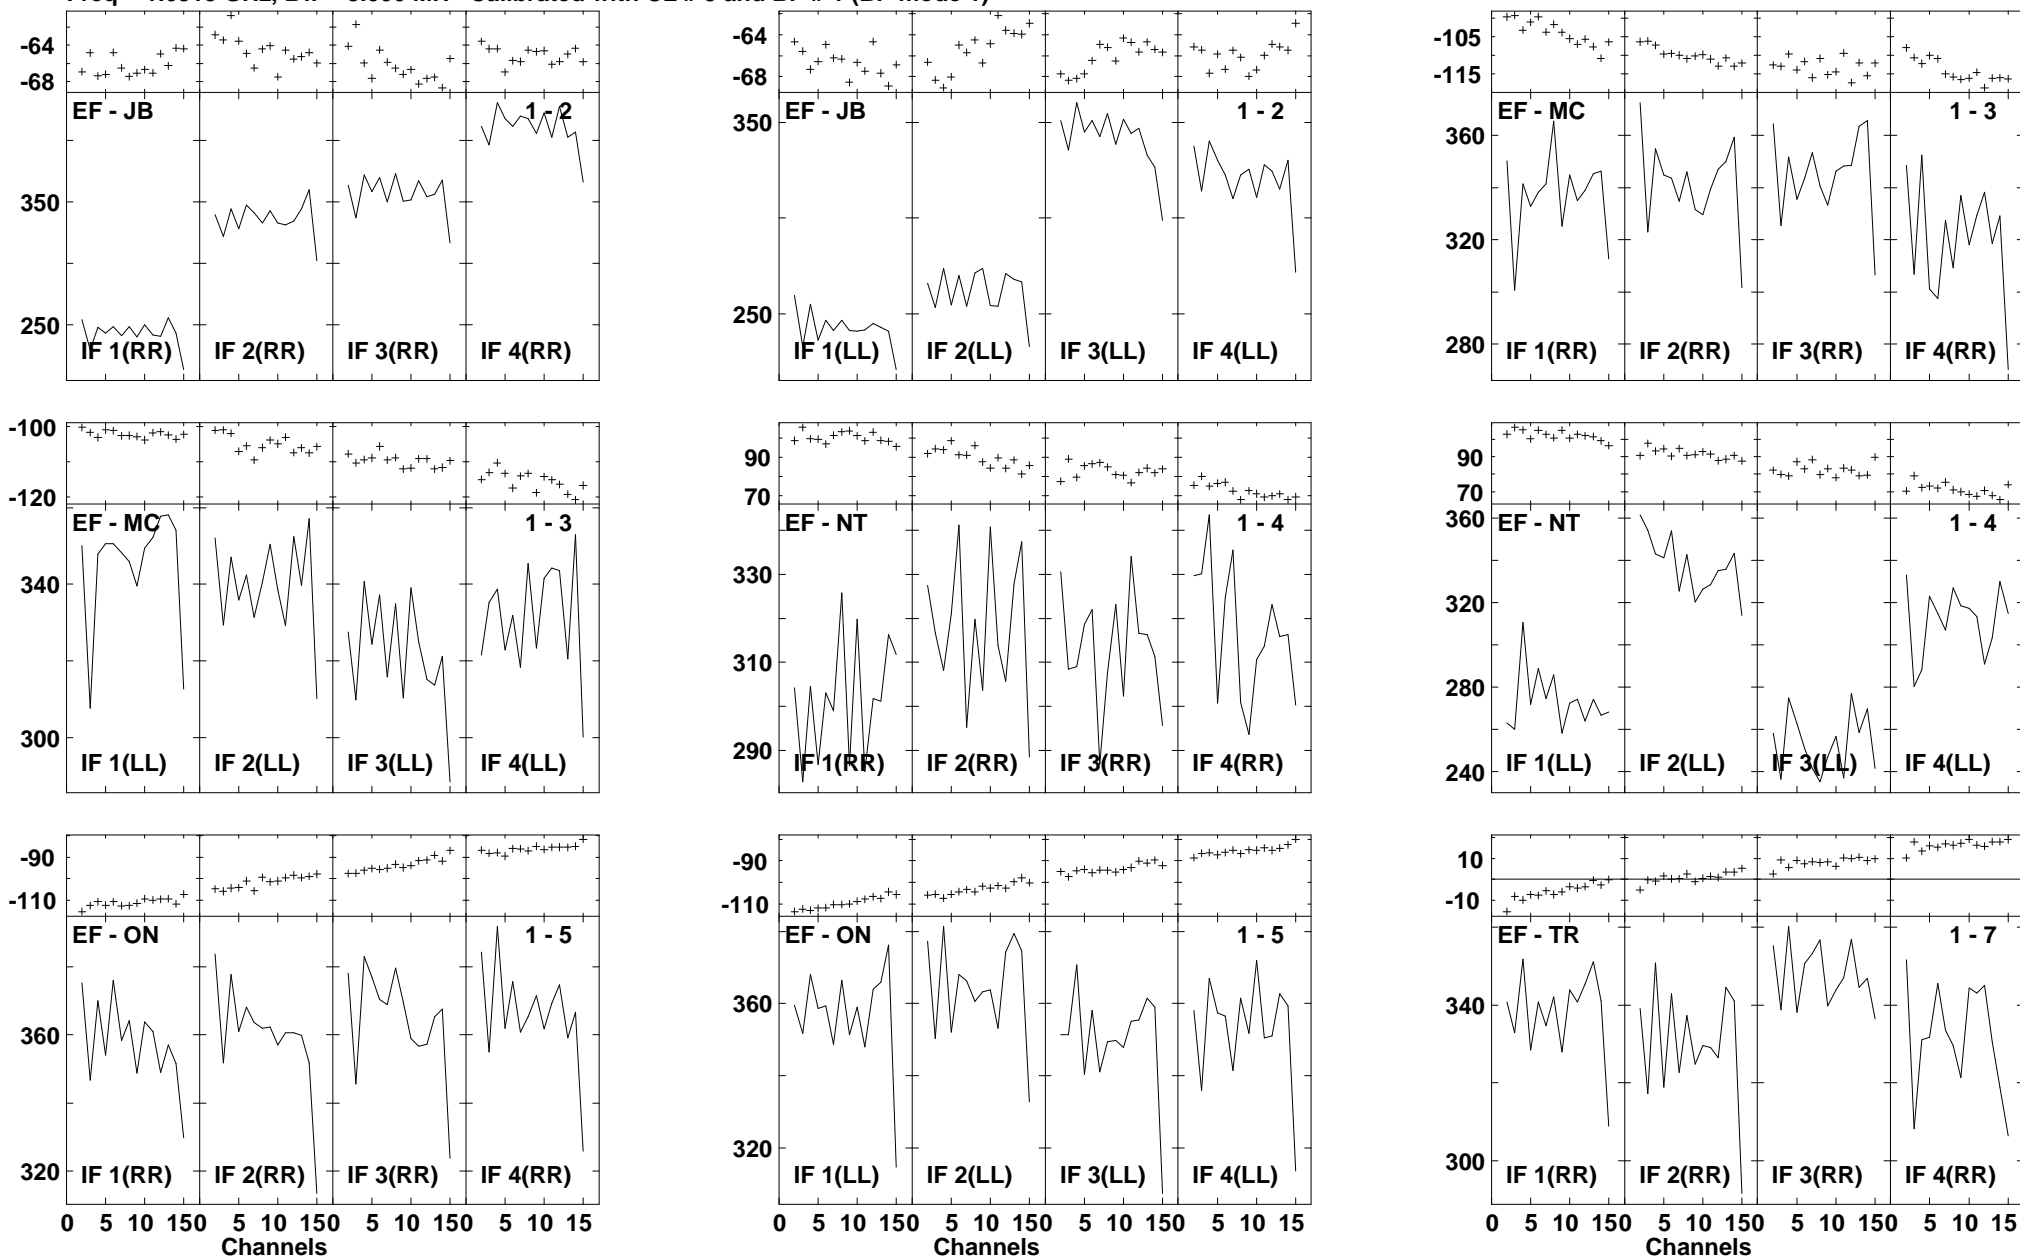 -64
-68
EF - JB
1 - 2
350
250
IF 1(RR)
IF 2(RR)
IF 3(RR)
IF 4(RR)
-64
-68
EF - JB
1 - 2
350
250
IF 1(LL)
IF 2(LL)
IF 3(LL)
IF 4(LL)
-105
-115
EF - MC
1 - 3
360
320
280
IF 1(RR)
IF 2(RR)
IF 3(RR)
IF 4(RR)
-100
-120
EF - MC
1 - 3
340
300
IF 1(LL)
IF 2(LL)
IF 3(LL)
IF 4(LL)
90
70
EF - NT
1 - 4
330
310
290
IF 1(RR)
IF 2(RR)
IF 3(RR)
IF 4(RR)
90
70
EF - NT
1 - 4
360
320
280
240
IF 1(LL)
IF 2(LL)
IF 3(LL)
IF 4(LL)
-90
-110
EF - ON
1 - 5
360
320
IF 1(RR)
IF 2(RR)
IF 3(RR)
IF 4(RR)
0 5 10 150 5 10 150 5 10 150 5 10 15
Channels
-90
-110
EF - ON
1 - 5
360
320
IF 1(LL)
IF 2(LL)
IF 3(LL)
IF 4(LL)
0 5 10 150 5 10 150 5 10 150 5 10 15
Channels
10
-10
EF - TR
1 - 7
340
300
IF 1(RR)
IF 2(RR)
IF 3(RR)
IF 4(RR)
0 5 10 150 5 10 150 5 10 150 5 10 15
Channels